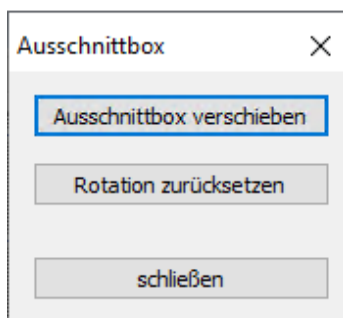 Ausschnittbox
Ausschnittbox verschieben
Rotation zurücksetzen
schließen